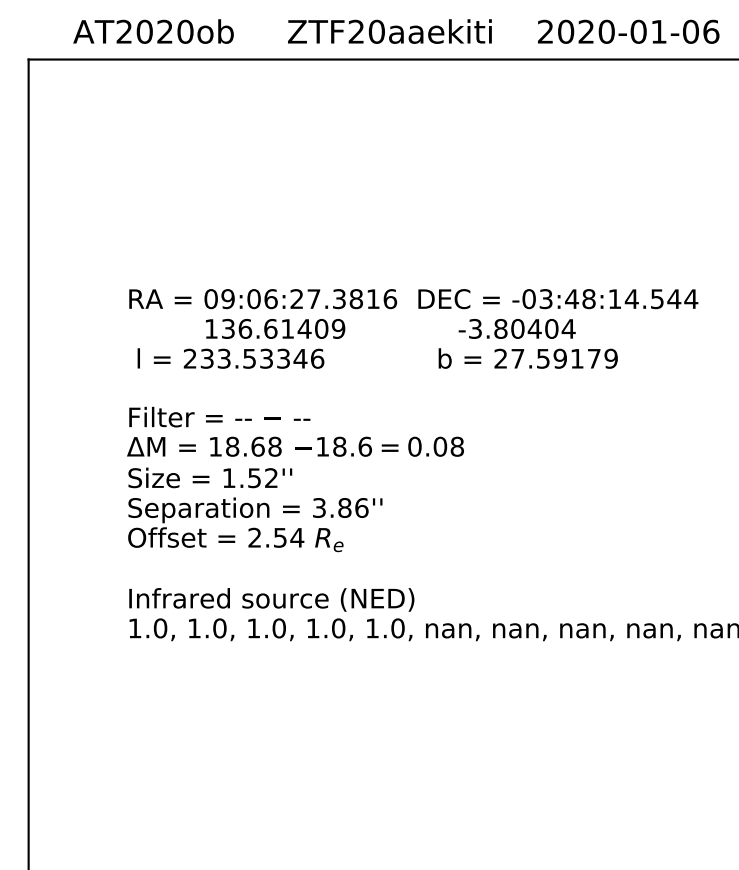 AT2020ob ZTF20aaekiti 2020-01-06
RA = 09:06:27.3816 DEC = -03:48:14.544
136.61409 -3.80404
l = 233.53346 b = 27.59179
Filter = -- − --
ΔM = 18.68 −18.6 = 0.08
Size = 1.52''
Separation = 3.86''
Offset = 2.54 Re
Infrared source (NED)
1.0, 1.0, 1.0, 1.0, 1.0, nan, nan, nan, nan, nan